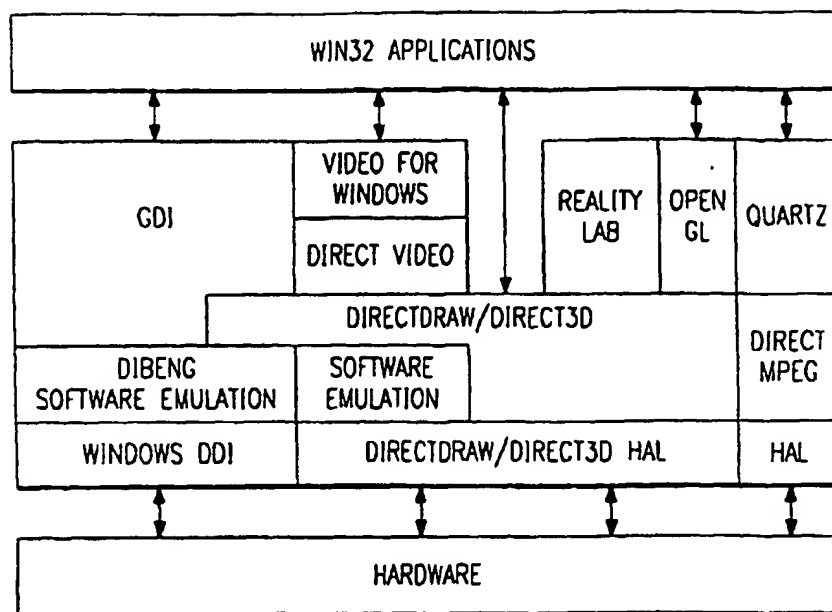 WIN32 APPLICATIONS
VIDEO FOR
WINDOWS
GDI
REALITY
LAB
OPEN
GL
QUARTZ
DIRECT VIDEO
DIRECTDRAW/DIRECT3D
DIRECT
MPEG
DIBENG
SOFTWARE EMULATION
SOFTWARE
EMULATION
WINDOWS DDI
DIRECTDRAW/DIRECT3D HAL
HAL
HARDWARE